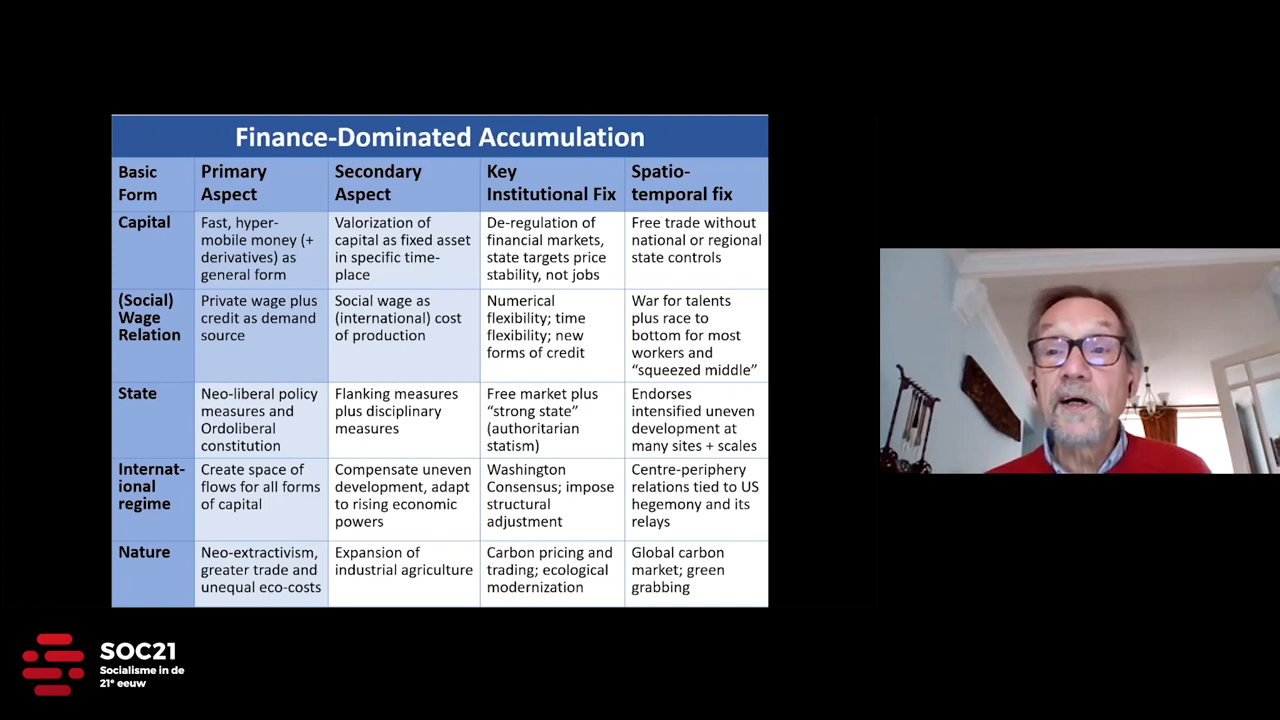 Finance-Dominated Accumulation
Basic
Form
Primary
Aspect
Secondary
Aspect
Key
Institutional Fix
Spatio-
temporal fix
Capital
Fast, hyper-
mobile money (+
derivatives) as
general form
Valorization of
capital as fixed asset
in specific time-
place
De-regulation of
financial markets,
state targets price
stability, not jobs
Free trade without
national or regional
state controls
(Social)
Wage
Relation
Private wage plus
credit as demand
source
Social wage as
(international) cost
of production
Numerical
flexibility; time
flexibility; new
forms of credit
War for talents
plus race to
bottom for most
workers and
“squeezed middle”
State
Neo-liberal policy
measures and
Ordoliberal
constitution
Flanking measures
plus disciplinary
measures
Free market plus
“strong state”
(authoritarian
statism)
Endorses
intensified uneven
development at
many sites + scales
Internat-
ional
regime
Create space of
flows for all forms
of capital
Compensate uneven
development, adapt
to rising economic
powers
Washington
Consensus; impose
structural
adjustment
Centre-periphery
relations tied to US
hegemony and its
relays
Nature
Neo-extractivism,
greater trade and
unequal eco-costs
Expansion of
industrial agriculture
Carbon pricing and
trading; ecological
modernization
Global carbon
market; green
grabbing
SOC21
Socialisme in de
21e eeuw